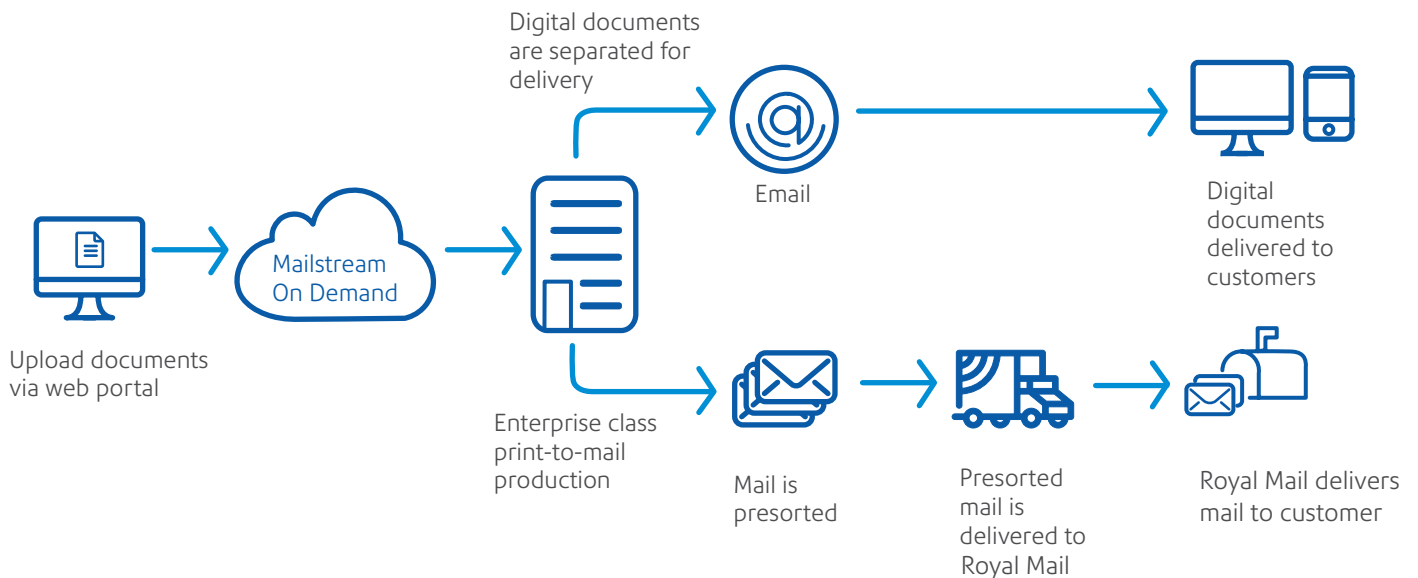 Digital documents
are separated for
delivery
Email
Digital
documents
delivered to
customers
Mailstream
On Demand
Upload documents
via web portal
Enterprise class
print-to-mail
production
Mail is
presorted
Presorted
mail is
delivered to
Royal Mail
Royal Mail delivers
mail to customer